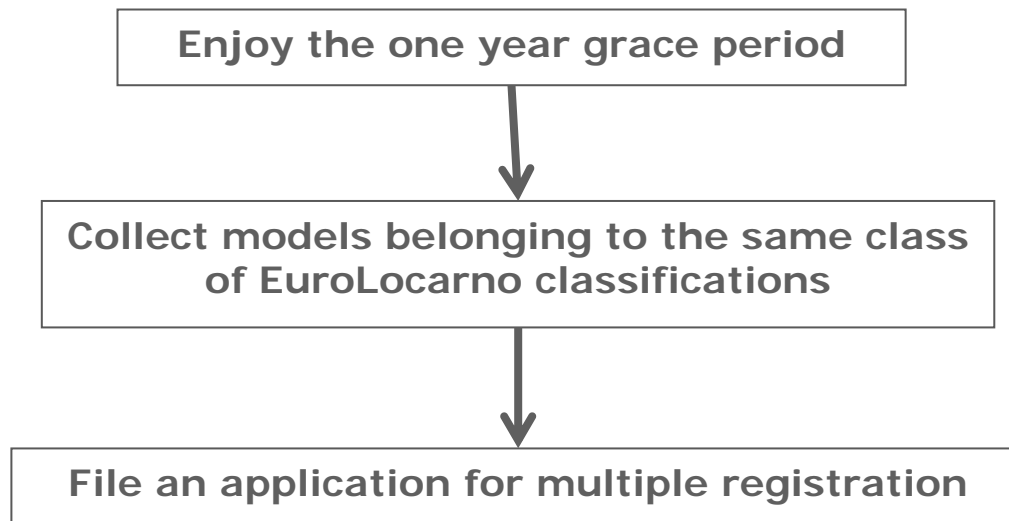 Enjoy the one year grace period
Collect models belonging to the same class
of EuroLocarno classifications
File an application for multiple registration